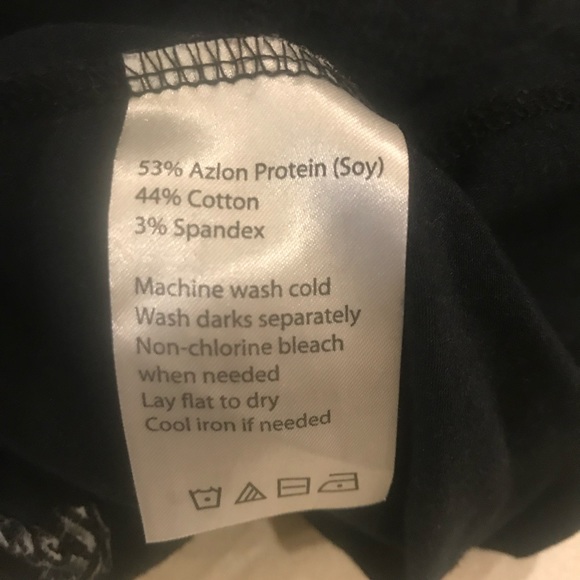 53% Azlon Protein (Soy)
44% Cotton
3% Spandex
Machine wash cold
Wash darks separately
Non-chlorine bleach
when needed
Lay flat to dry
Cool iron if needed